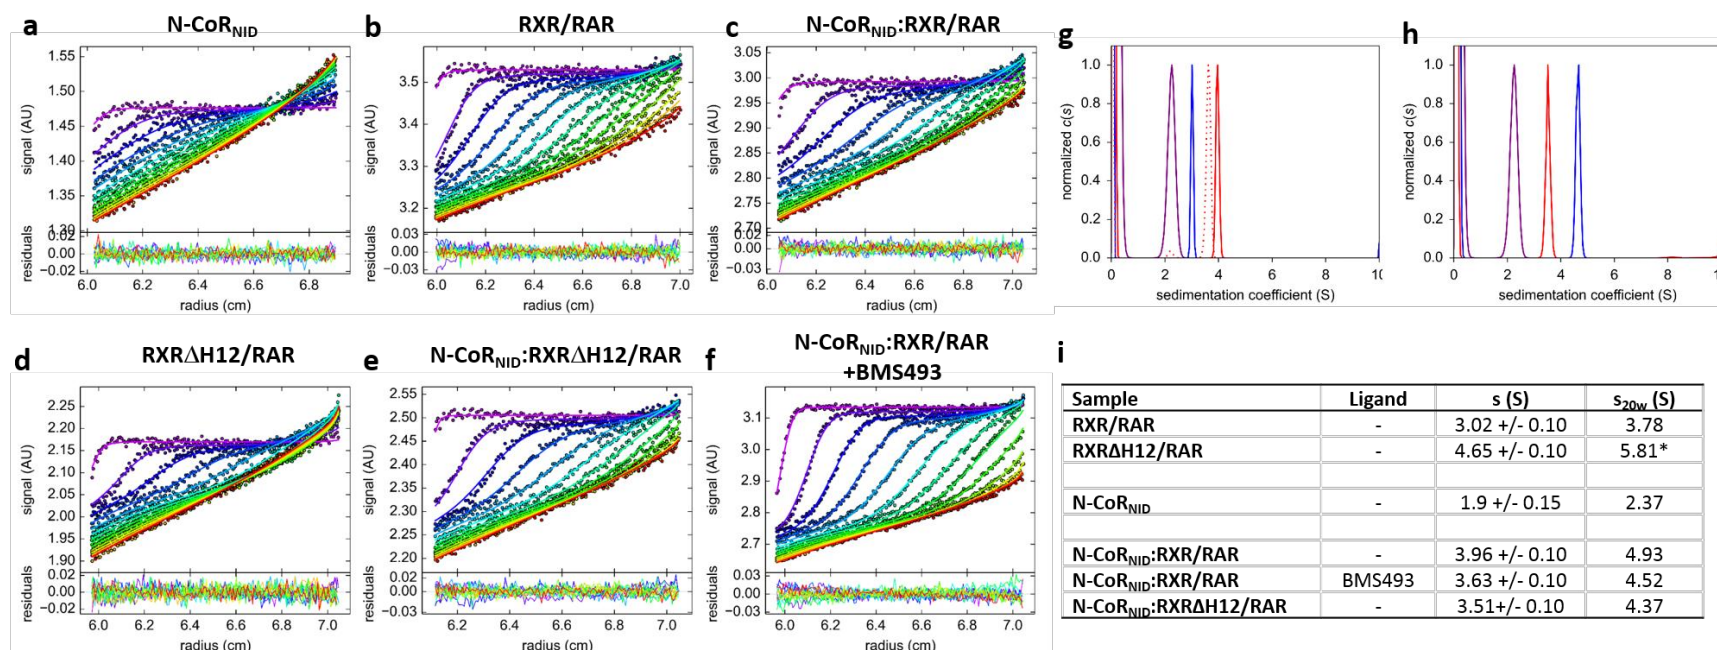 a N-CoRNID
1.55
1.50
1.45
1.40
1.35
1.30
signal (AU)
0.02
0.00
−0.02
residuals
6.0 6.2 6.4 6.6 6.8
radius (cm)
b RXR/RAR
3.5
3.4
3.3
3.2
signal (AU)
0.03
0.00
−0.03
residuals
6.0 6.2 6.4 6.6 6.8 7.0
radius (cm)
c N-CoRNID:RXR/RAR
3.05
3.00
2.95
2.90
2.85
2.80
2.75
2.70
signal (AU)
0.00
−0.03
residuals
6.2 6.4 6.6 6.8 7.0
radius (cm)
g
1.0
0.8
0.6
0.4
0.2
0.0
normalized c(s)
0 2 4 6 8 10
sedimentation coefficient (S)
h
1.0
0.8
0.6
0.4
0.2
0.0
normalized c(s)
0 2 4 6 8
sedimentation coefficient (S)
d RXRΔH12/RAR
2.25
2.20
2.15
2.10
2.05
2.00
1.95
1.90
signal (AU)
0.02
0.00
−0.02
residuals
6.0 6.2 6.4 6.6 6.8 7.0
radius (cm)
e N-CoRNID:RXRΔH12/RAR
2.55
2.50
2.45
2.40
2.35
2.30
2.25
2.20
signal (AU)
0.02
0.00
−0.03
residuals
6.2 6.4 6.6 6.8 7.0
radius (cm)
f N-CoRNID:RXR/RAR
+BMS493
3.1
3.0
2.9
2.8
2.7
signal (AU)
0.03
0.00
−0.03
residuals
6.0 6.2 6.4 6.6 6.8 7.0
radius (cm)
i
Sample Ligand s (S) s20w (S)
RXR/RAR - 3.02 +/- 0.10 3.78
RXRΔH12/RAR - 4.65 +/- 0.10 5.81*
N-CoRNID - 1.9 +/- 0.15 2.37
N-CoRNID:RXR/RAR - 3.96 +/- 0.10 4.93
N-CoRNID:RXR/RAR BMS493 3.63 +/- 0.10 4.52
N-CoRNID:RXRΔH12/RAR - 3.51+/- 0.10 4.37